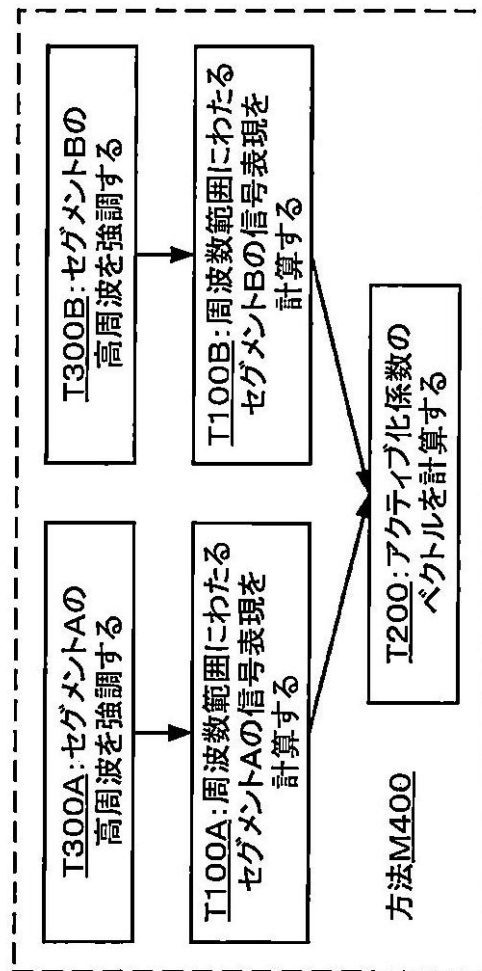 T300A:セグメントAの
高周波を強調する
T300B:セグメントBの
高周波を強調する
T100A:周波数範囲にわたる
セグメントAの信号表現を
計算する
T100B:周波数範囲にわたる
セグメントBの信号表現を
計算する
T200:アクティブ化係数の
ベクトルを計算する
方法M400